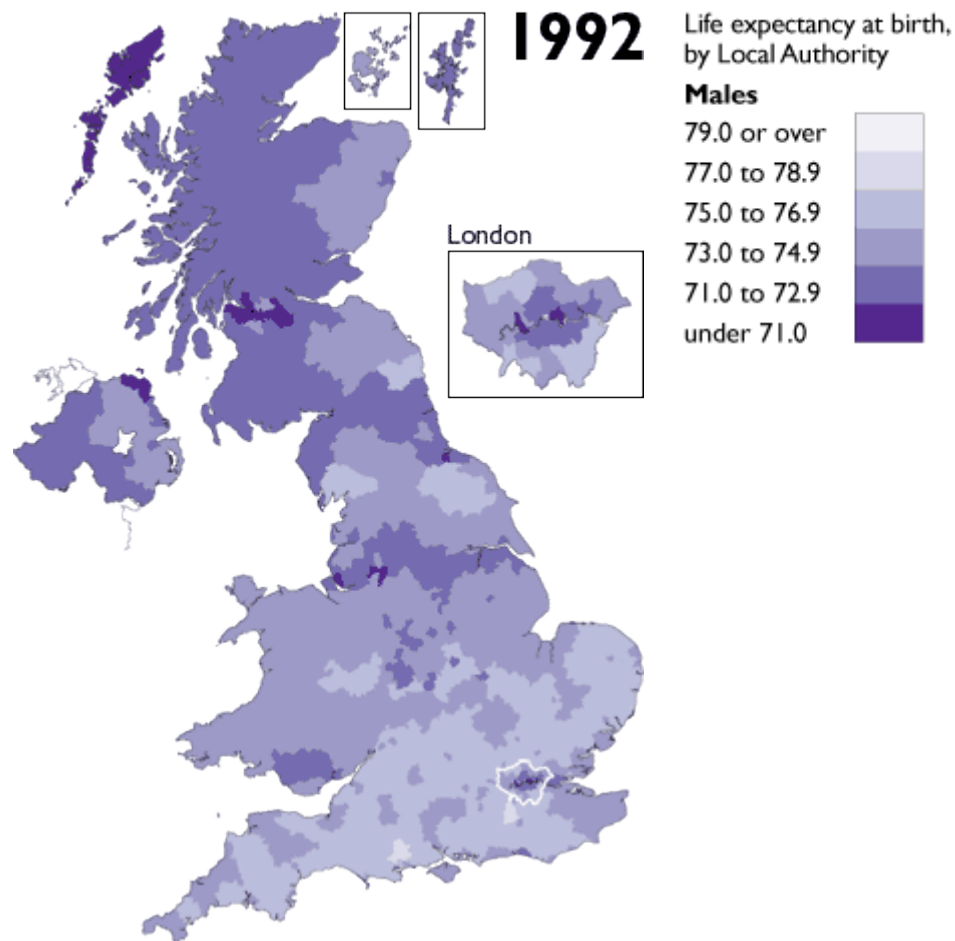 1992
Life expectancy at birth,
by Local Authority
Males
79.0 or over
77.0 to 78.9
75.0 to 76.9
73.0 to 74.9
71.0 to 72.9
under 71.0
London